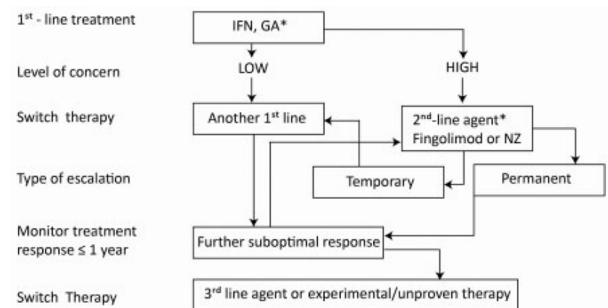 1st - line treatment
IFN, GA*
Level of concern
LOW
HIGH
Switch therapy
Another 1st line
2nd-line agent*
Fingolimod or NZ
Type of escalation
Temporary
Permanent
Monitor treatment
response ≤ 1 year
Further suboptimal response
Switch Therapy
3rd line agent or experimental/unproven therapy